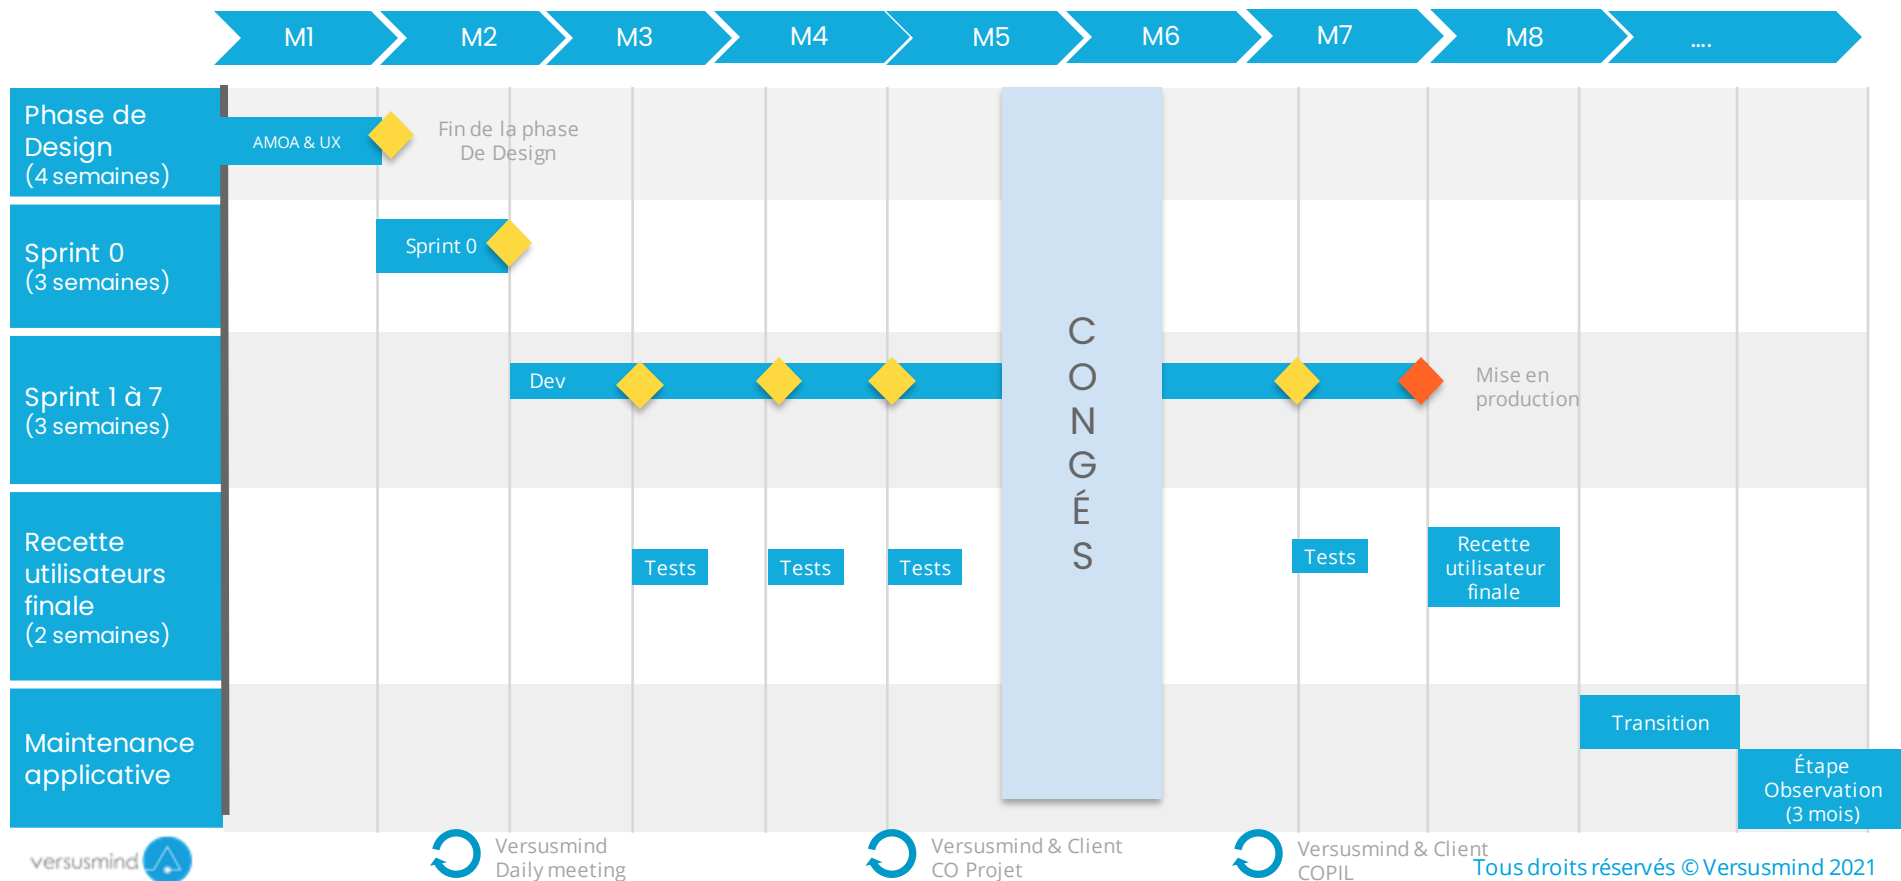 M1 M2 M3 M4 M5 M6 M7 M8 ....
Phase de
Design
(4 semaines)
AMOA & UX
Fin de la phase
De Design
Sprint 0
(3 semaines)
Sprint 0
Sprint 1 à 7
(3 semaines)
Dev
Mise en
production
C
O
N
G
É
S
Recette
utilisateurs
finale
(2 semaines)
Tests
Tests
Tests
Tests
Recette
utilisateur
finale
Maintenance
applicative
Transition
Étape
Observation
(3 mois)
versusmind
Versusmind
Daily meeting
Versusmind & Client
CO Projet
Versusmind & Client
COPIL
Tous droits réservés © Versusmind 2021